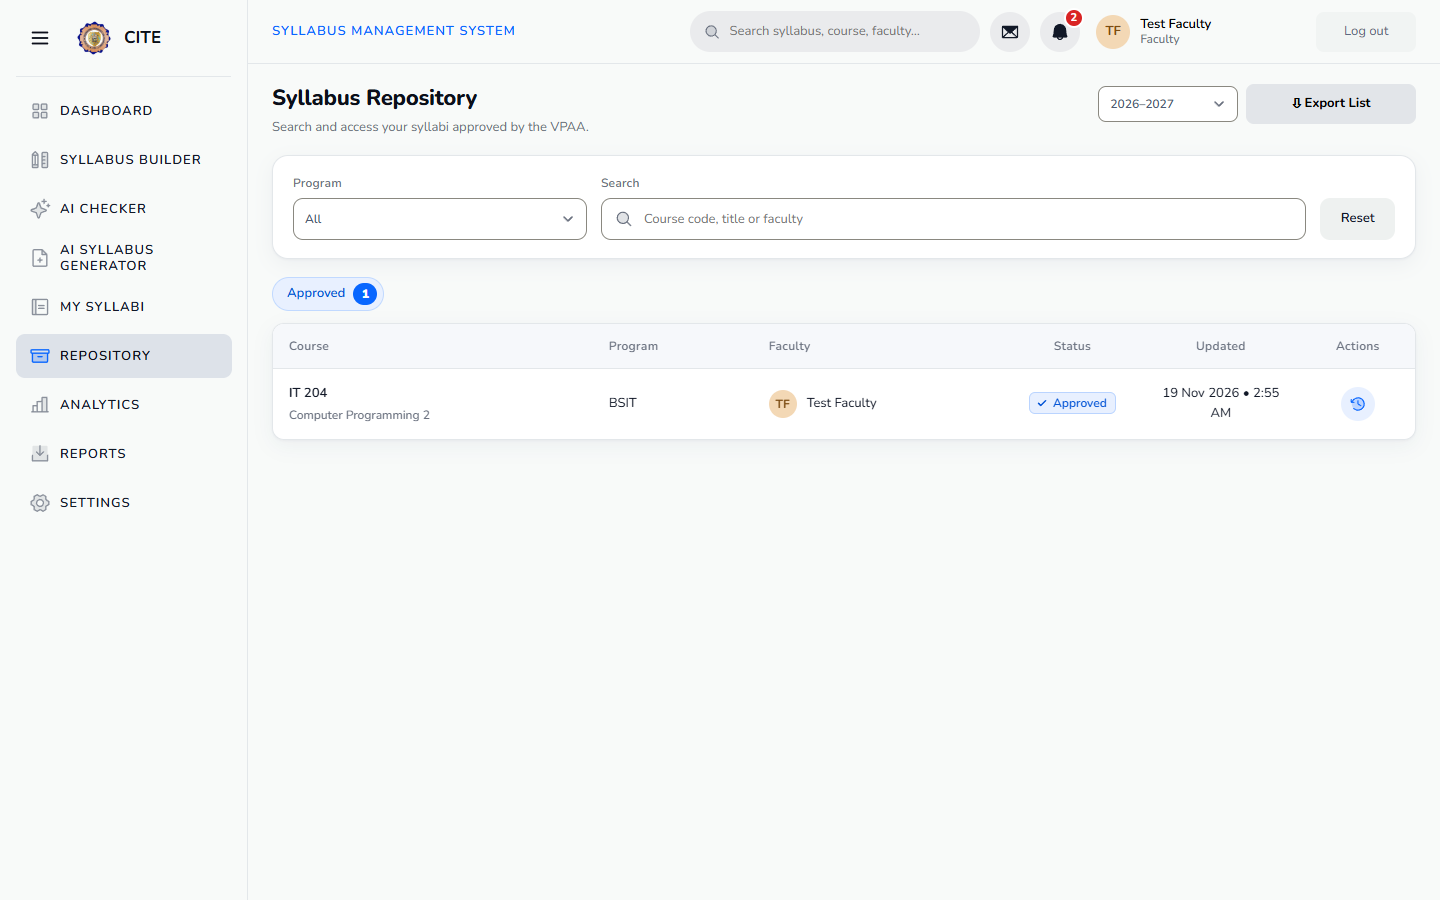 CITE
SYLLABUS MANAGEMENT SYSTEM
Search syllabus, course, faculty...
2
TF
Test Faculty
Faculty
Log out
DASHBOARD
SYLLABUS BUILDER
AI CHECKER
AI SYLLABUS
GENERATOR
MY SYLLABI
REPOSITORY
ANALYTICS
REPORTS
SETTINGS
Syllabus Repository
Search and access your syllabi approved by the VPAA.
2026–2027
⇩ Export List
Program
Search
All
Course code, title or faculty
Reset
Approved 1
Course Program Faculty Status Updated Actions
IT 204
Computer Programming 2
BSIT
TF Test Faculty
Approved
19 Nov 2026 • 2:55
AM